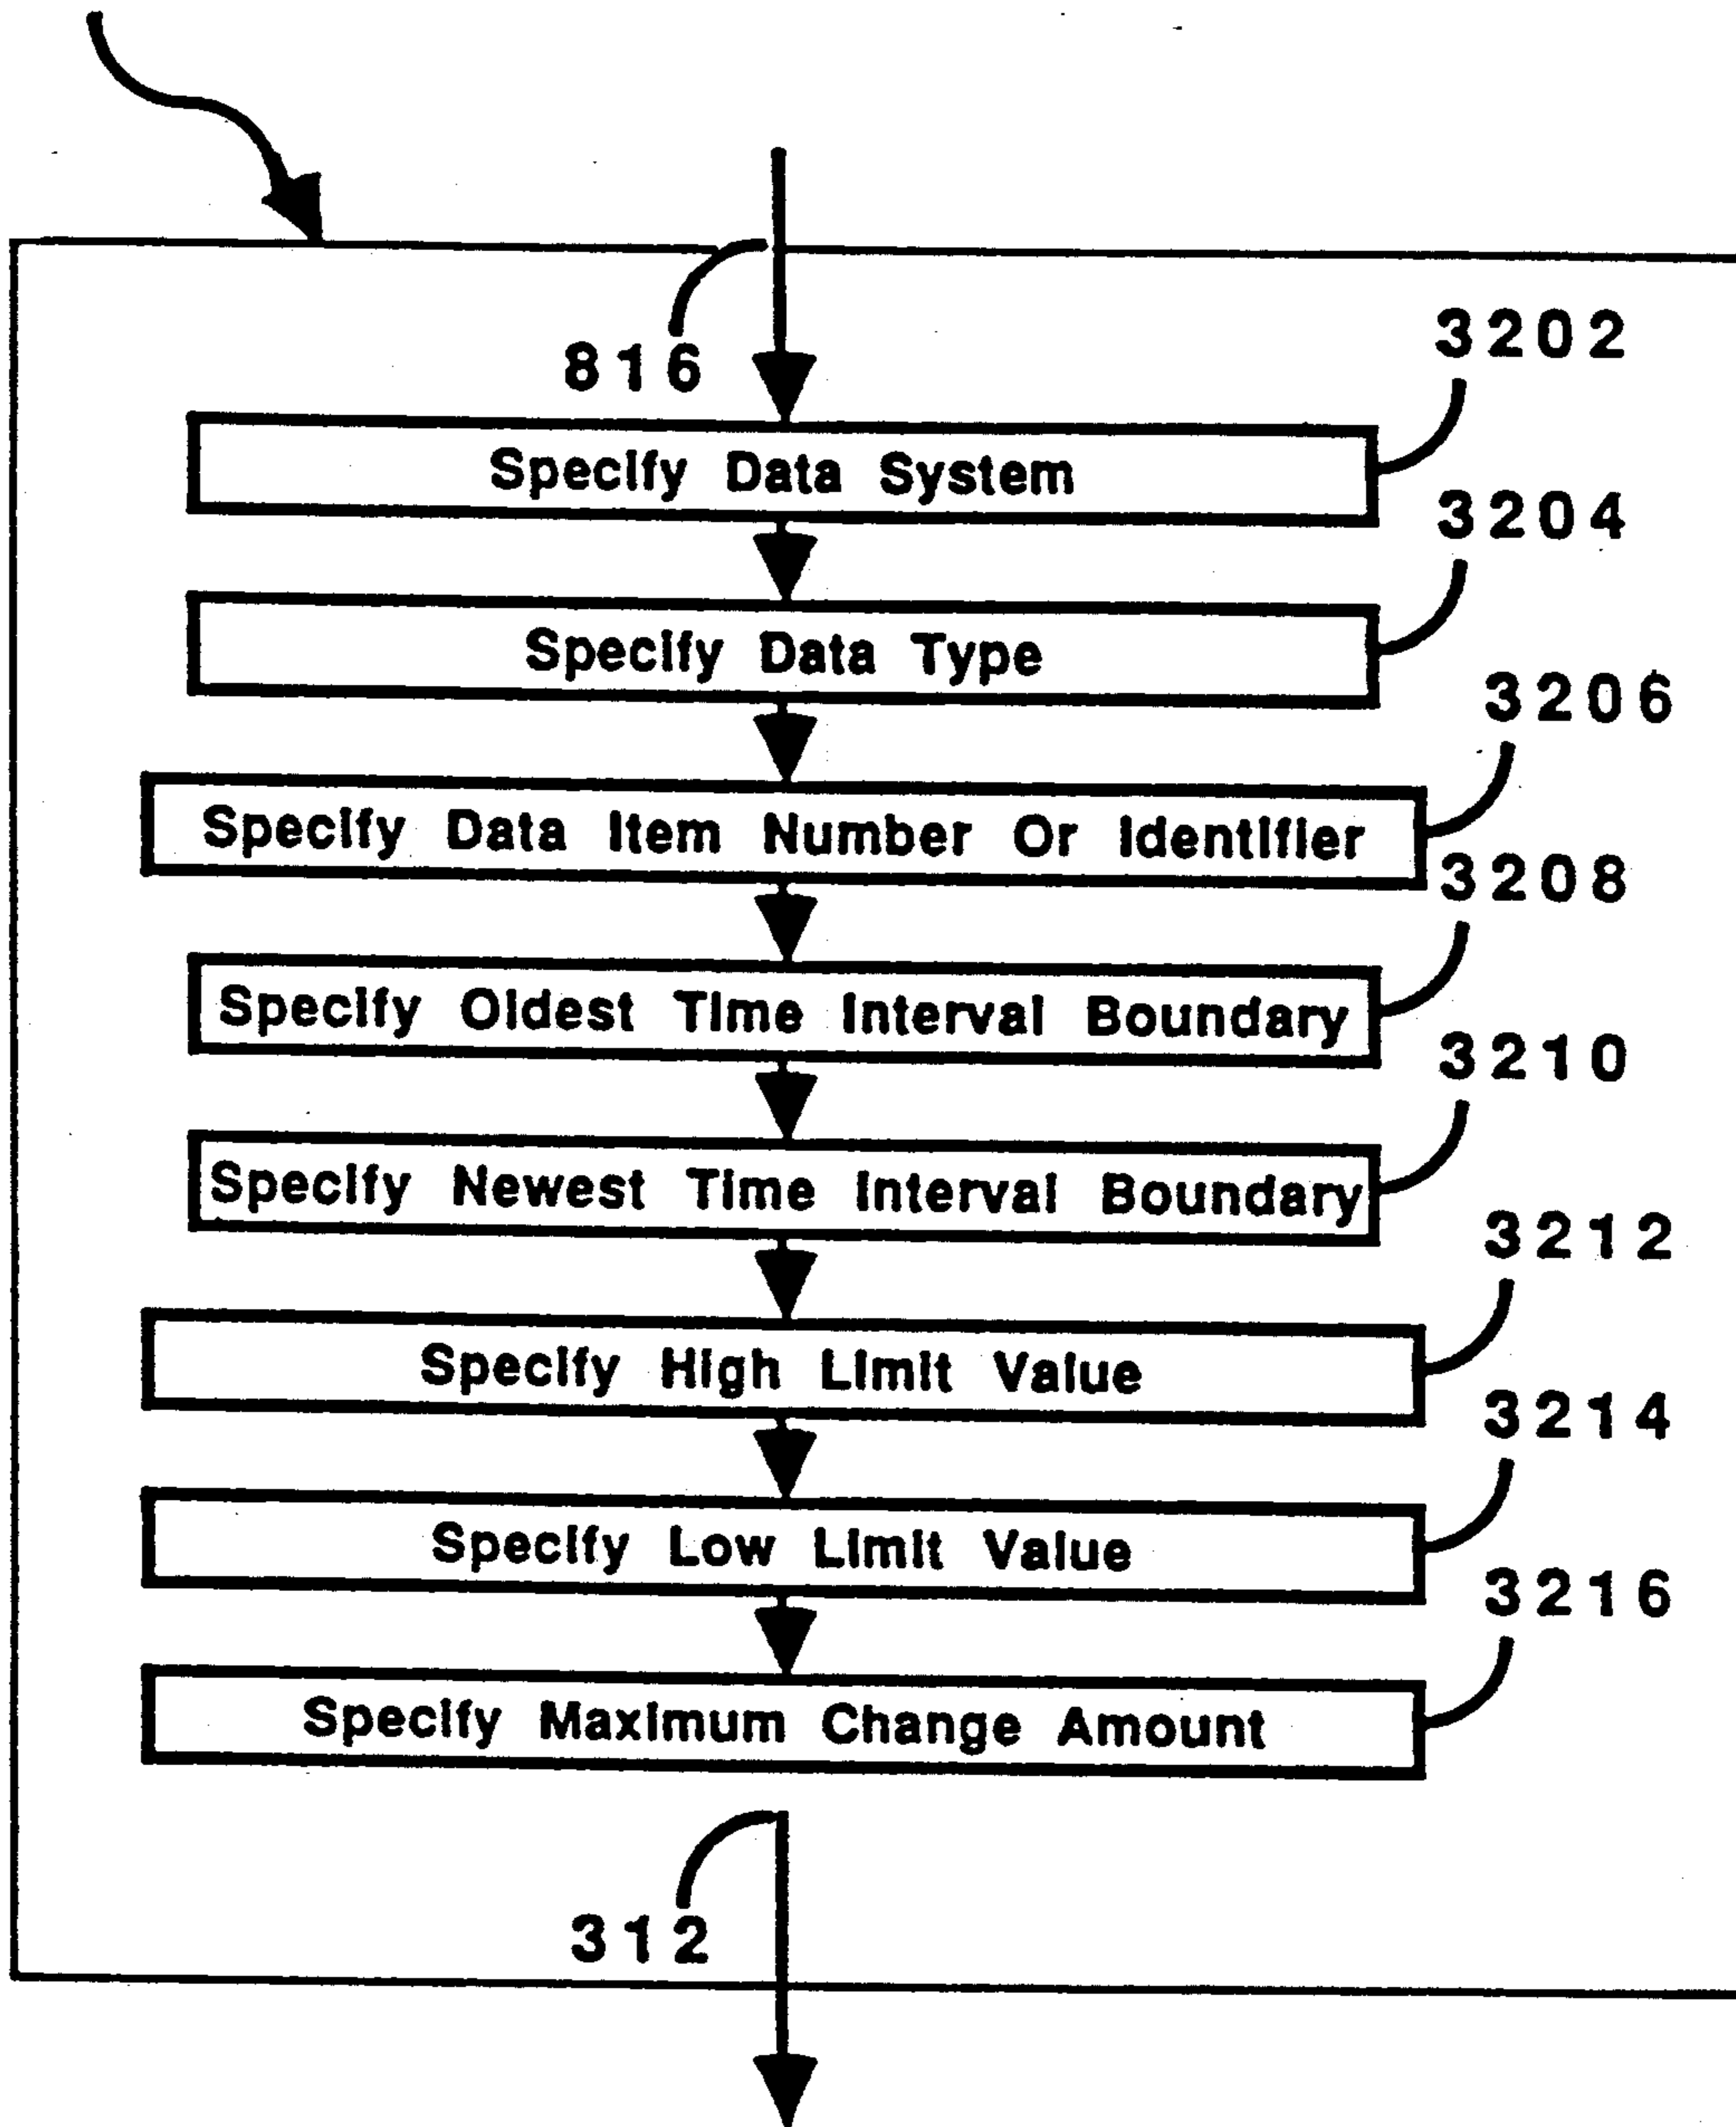 816
3202
Specify Data System
3204
Specify Data Type
3206
Specify Data Item Number Or Identifier
3208
Specify Oldest Time Interval Boundary
3210
Specify Newest Time Interval Boundary
3212
Specify High Limit Value
3214
Specify Low Limit Value
3216
Specify Maximum Change Amount
312